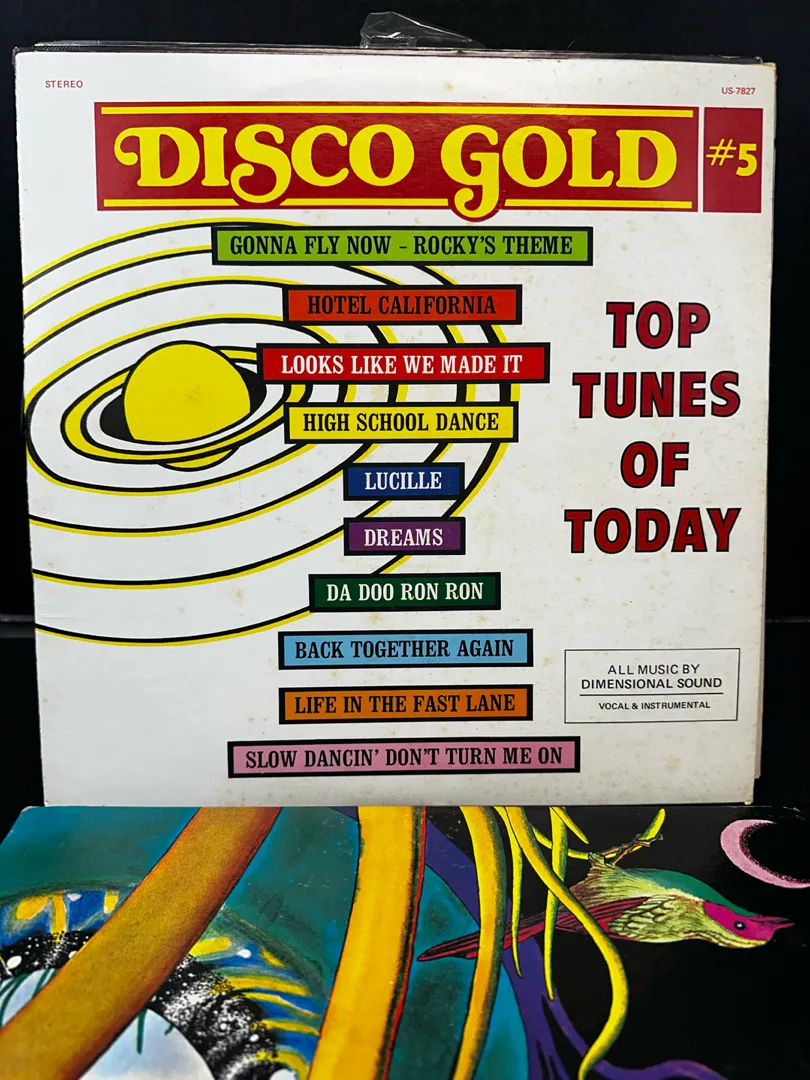 STEREO
US-7827
DISCO GOLD #5
GONNA FLY NOW - ROCKY'S THEME
HOTEL CALIFORNIA
LOOKS LIKE WE MADE IT
HIGH SCHOOL DANCE
LUCILLE
DREAMS
DA DOO RON RON
BACK TOGETHER AGAIN
LIFE IN THE FAST LANE
SLOW DANCIN' DON'T TURN ME ON
TOP
TUNES
OF
TODAY
ALL MUSIC BY
DIMENSIONAL SOUND
VOCAL & INSTRUMENTAL